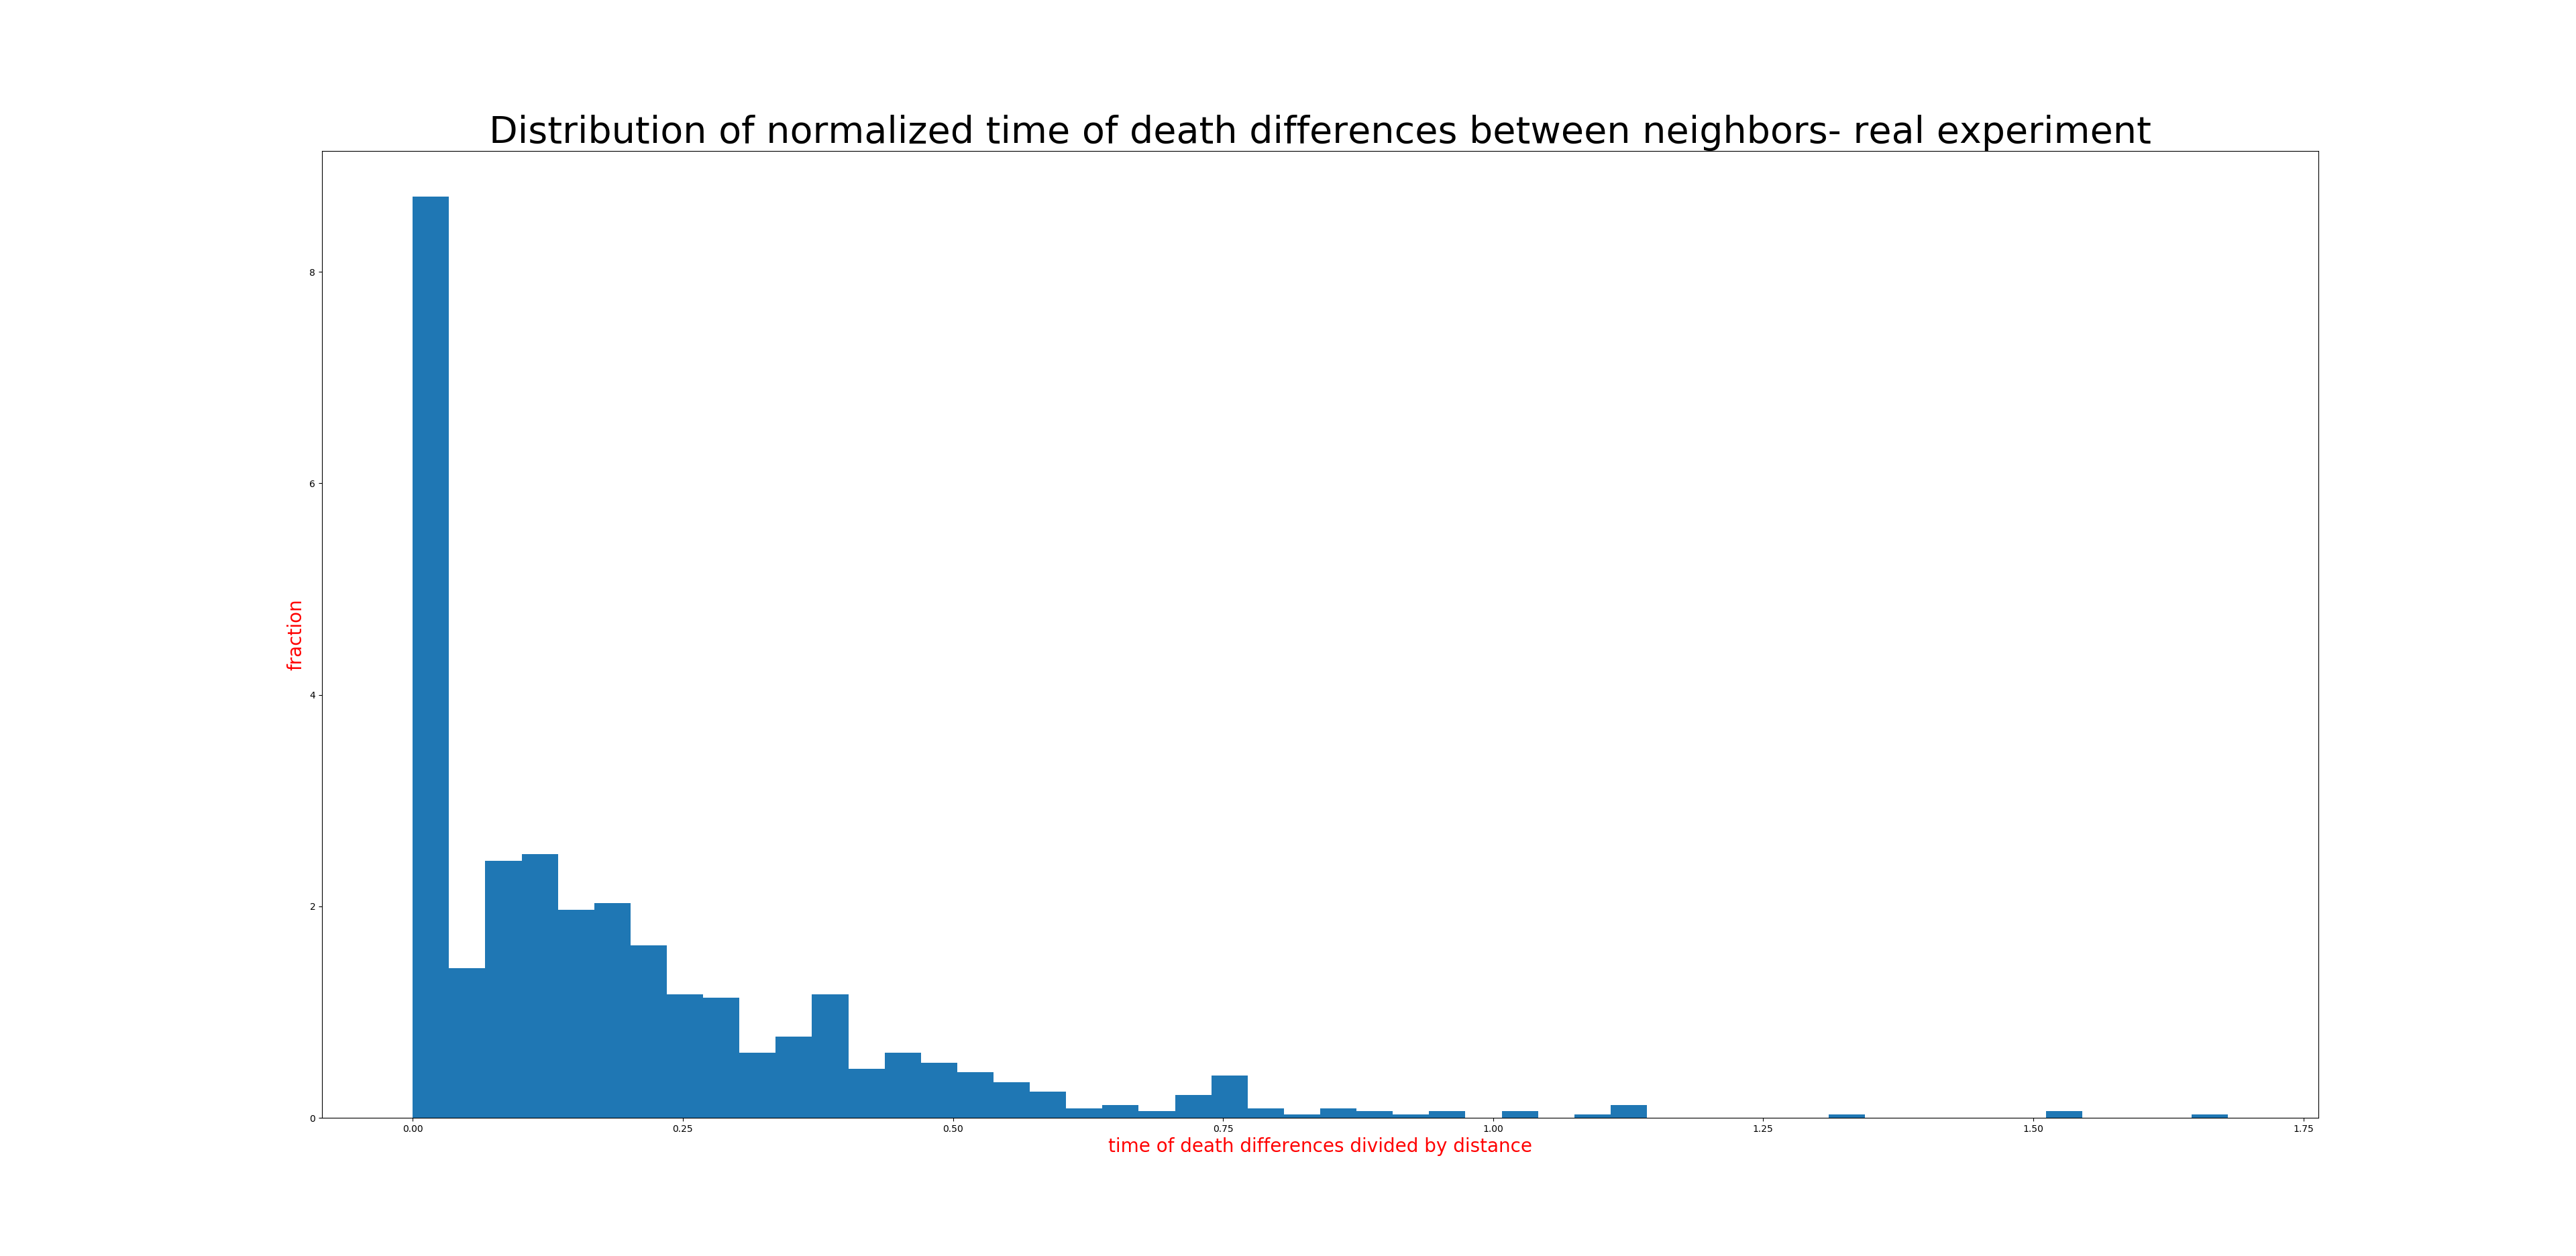 Distribution of normalized time of death differences between neighbors- real experiment
fraction
8
6
4
2
0
0.00 0.25 0.50 0.75 1.00 1.25 1.50 1.75
time of death differences divided by distance